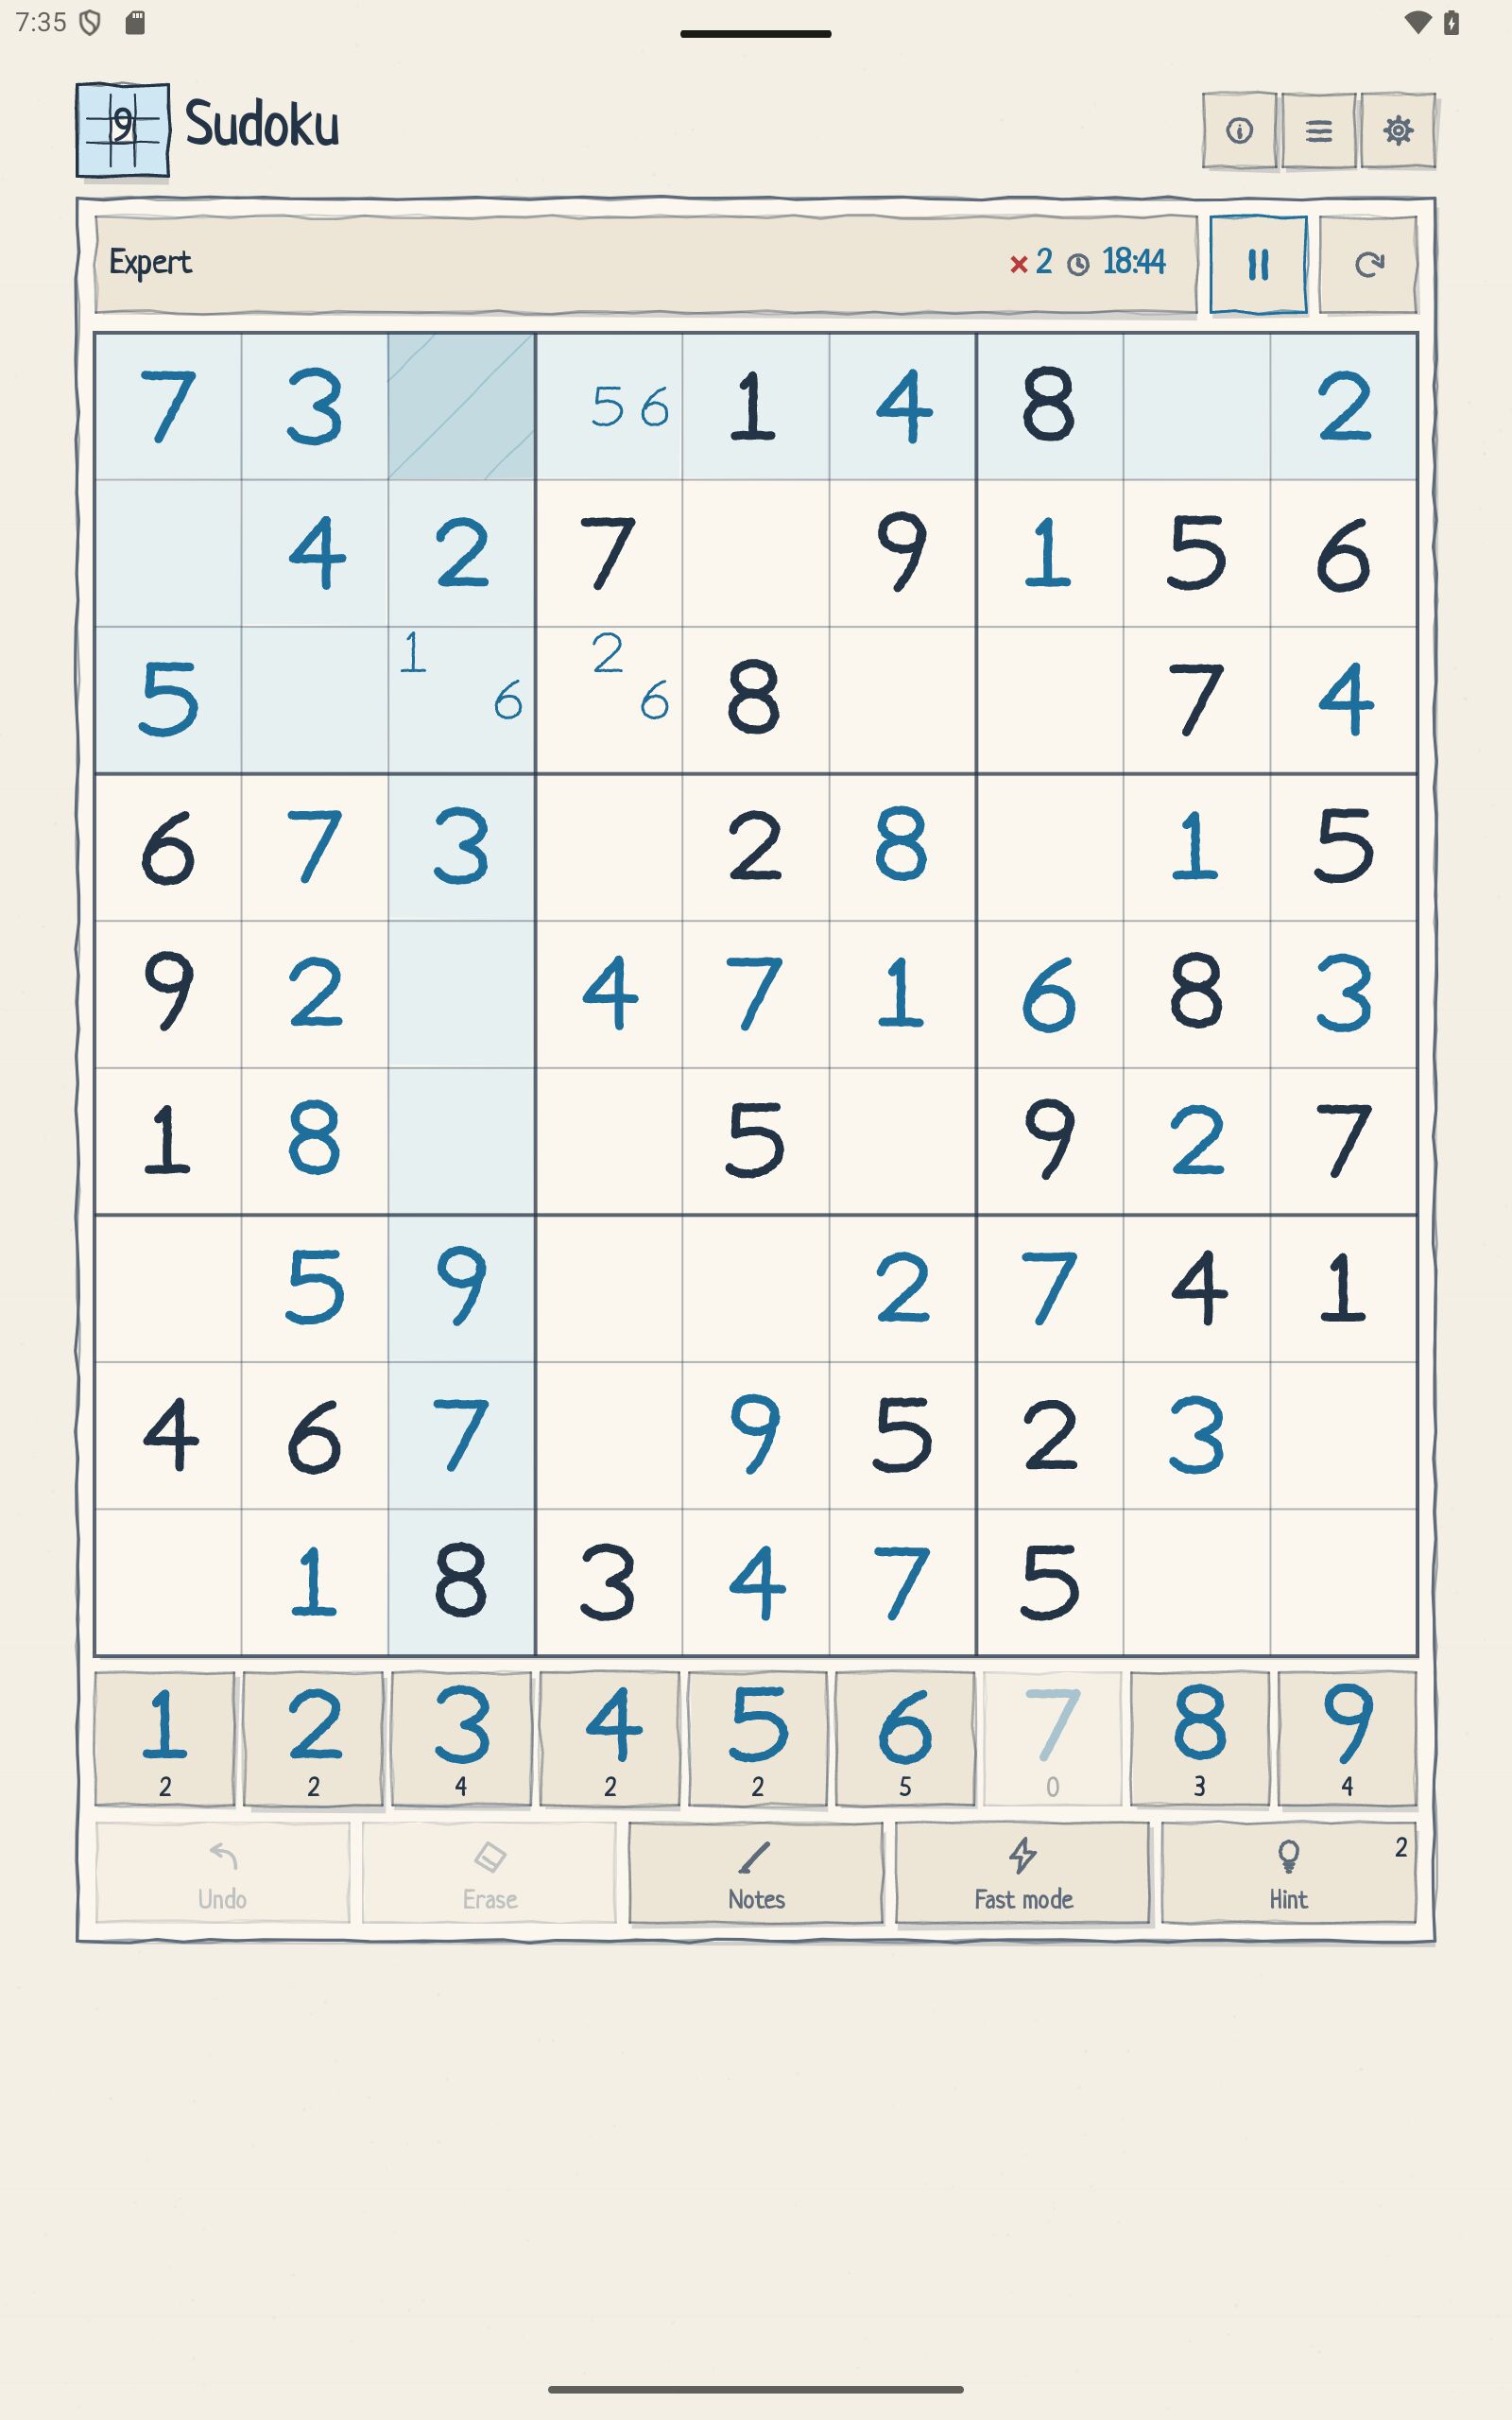 7:35
9 Sudoku
Expert × 2 18:44
7 3 5 6 1 4 8 2
4 2 7 9 1 5 6
5 1 6 2 6 8 7 4
6 7 3 2 8 1 5
9 2 4 7 1 6 8 3
1 8 5 9 2 7
5 9 2 7 4 1
4 6 7 9 5 2 3
1 8 3 4 7 5
1 2 3 4 5 6 7 8 9
2 2 4 2 2 5 0 3 4
2
Undo Erase Notes Fast mode Hint